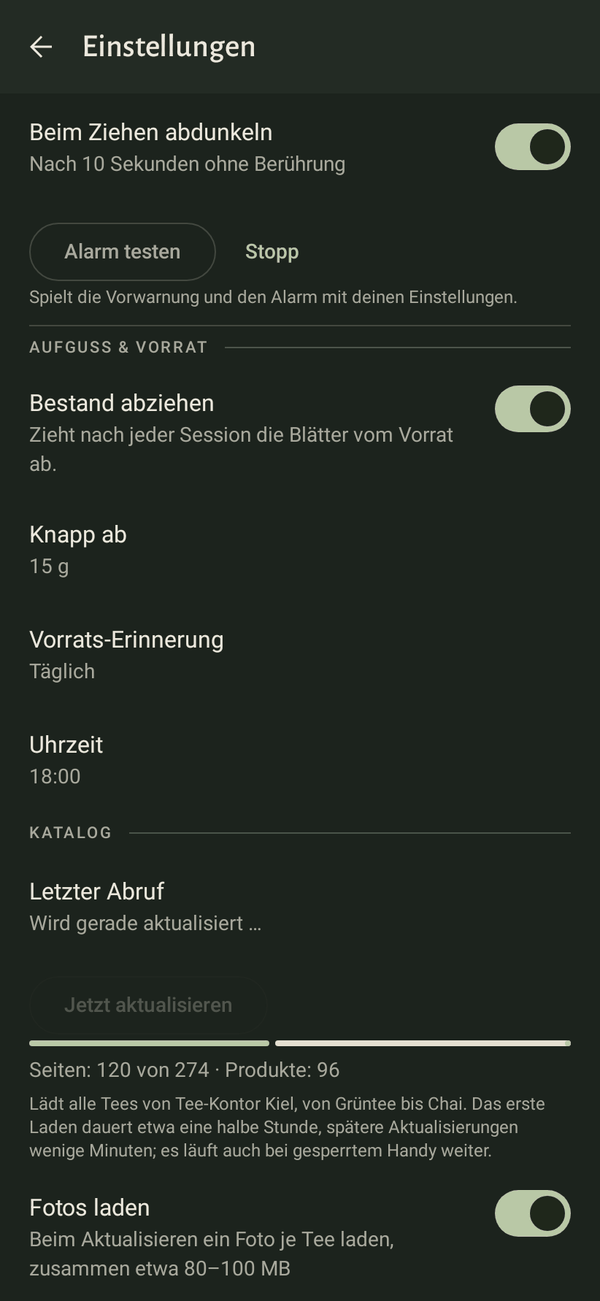 Einstellungen
Beim Ziehen abdunkeln
Nach 10 Sekunden ohne Berührung
Alarm testen
Stopp
Spielt die Vorwarnung und den Alarm mit deinen Einstellungen.
AUFGUSS & VORRAT
Bestand abziehen
Zieht nach jeder Session die Blätter vom Vorrat
ab.
Knapp ab
15 g
Vorrats-Erinnerung
Täglich
Uhrzeit
18:00
KATALOG
Letzter Abruf
Wird gerade aktualisiert …
Jetzt aktualisieren
Seiten: 120 von 274 · Produkte: 96
Lädt alle Tees von Tee-Kontor Kiel, von Grüntee bis Chai. Das erste
Laden dauert etwa eine halbe Stunde, spätere Aktualisierungen
wenige Minuten; es läuft auch bei gesperrtem Handy weiter.
Fotos laden
Beim Aktualisieren ein Foto je Tee laden,
zusammen etwa 80–100 MB